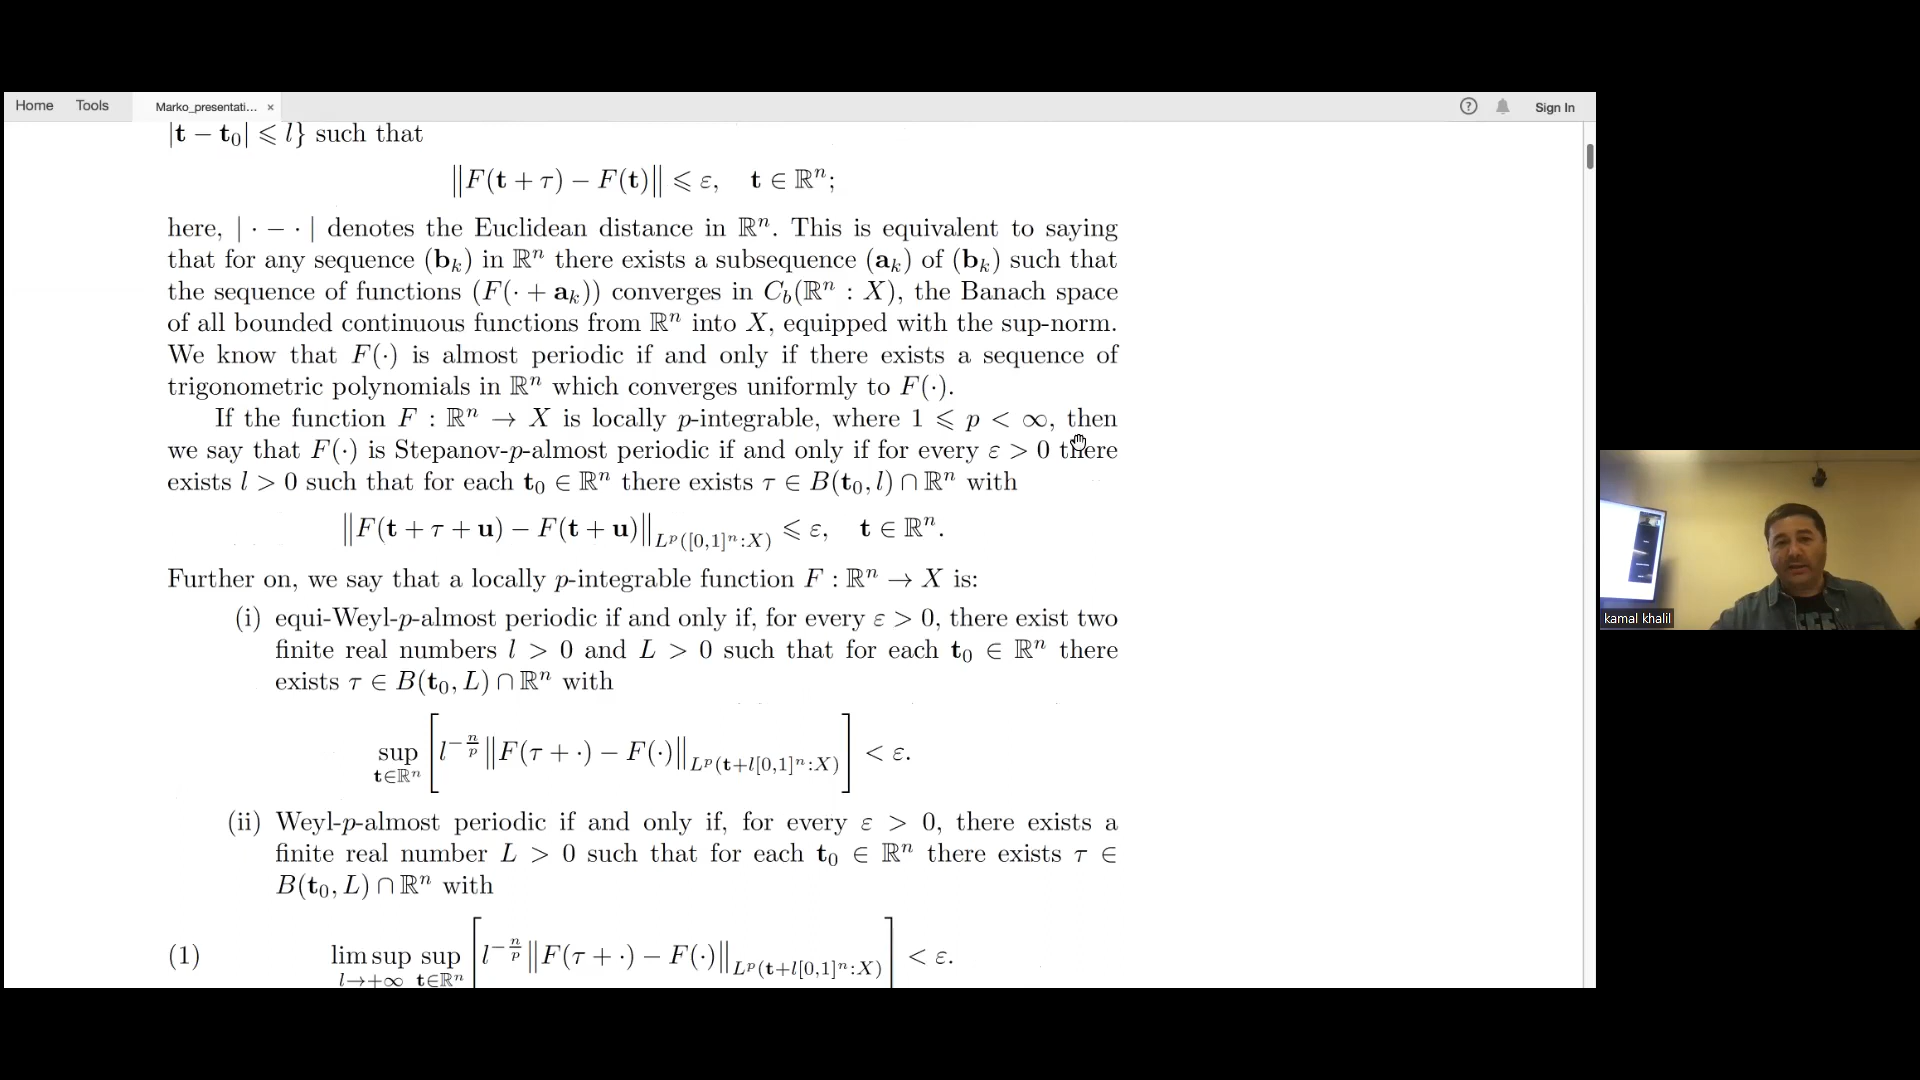 Home Tools Marko_presentati... × Sign In
|t − t₀| ⩽ l} such that
‖F(t + τ) − F(t)‖ ⩽ ε, t ∈ ℝⁿ;
here, | · − · | denotes the Euclidean distance in ℝⁿ. This is equivalent to saying
that for any sequence (bₖ) in ℝⁿ there exists a subsequence (aₖ) of (bₖ) such that
the sequence of functions (F(· + aₖ)) converges in C_b(ℝⁿ : X), the Banach space
of all bounded continuous functions from ℝⁿ into X, equipped with the sup-norm.
We know that F(·) is almost periodic if and only if there exists a sequence of
trigonometric polynomials in ℝⁿ which converges uniformly to F(·).
If the function F : ℝⁿ → X is locally p-integrable, where 1 ⩽ p < ∞, then
we say that F(·) is Stepanov-p-almost periodic if and only if for every ε > 0 there
exists l > 0 such that for each t₀ ∈ ℝⁿ there exists τ ∈ B(t₀, l) ∩ ℝⁿ with
‖F(t + τ + u) − F(t + u)‖_{L^p([0,1]^n:X)} ⩽ ε, t ∈ ℝⁿ.
Further on, we say that a locally p-integrable function F : ℝⁿ → X is:
(i) equi-Weyl-p-almost periodic if and only if, for every ε > 0, there exist two
finite real numbers l > 0 and L > 0 such that for each t₀ ∈ ℝⁿ there
exists τ ∈ B(t₀, L) ∩ ℝⁿ with
sup_{t∈ℝⁿ} [l^{−n/p} ‖F(τ + ·) − F(·)‖_{L^p(t+l[0,1]^n:X)}] < ε.
(ii) Weyl-p-almost periodic if and only if, for every ε > 0, there exists a
finite real number L > 0 such that for each t₀ ∈ ℝⁿ there exists τ ∈
B(t₀, L) ∩ ℝⁿ with
(1) lim sup_{l→+∞} sup_{t∈ℝⁿ} [l^{−n/p} ‖F(τ + ·) − F(·)‖_{L^p(t+l[0,1]^n:X)}] < ε.
kamal khalil